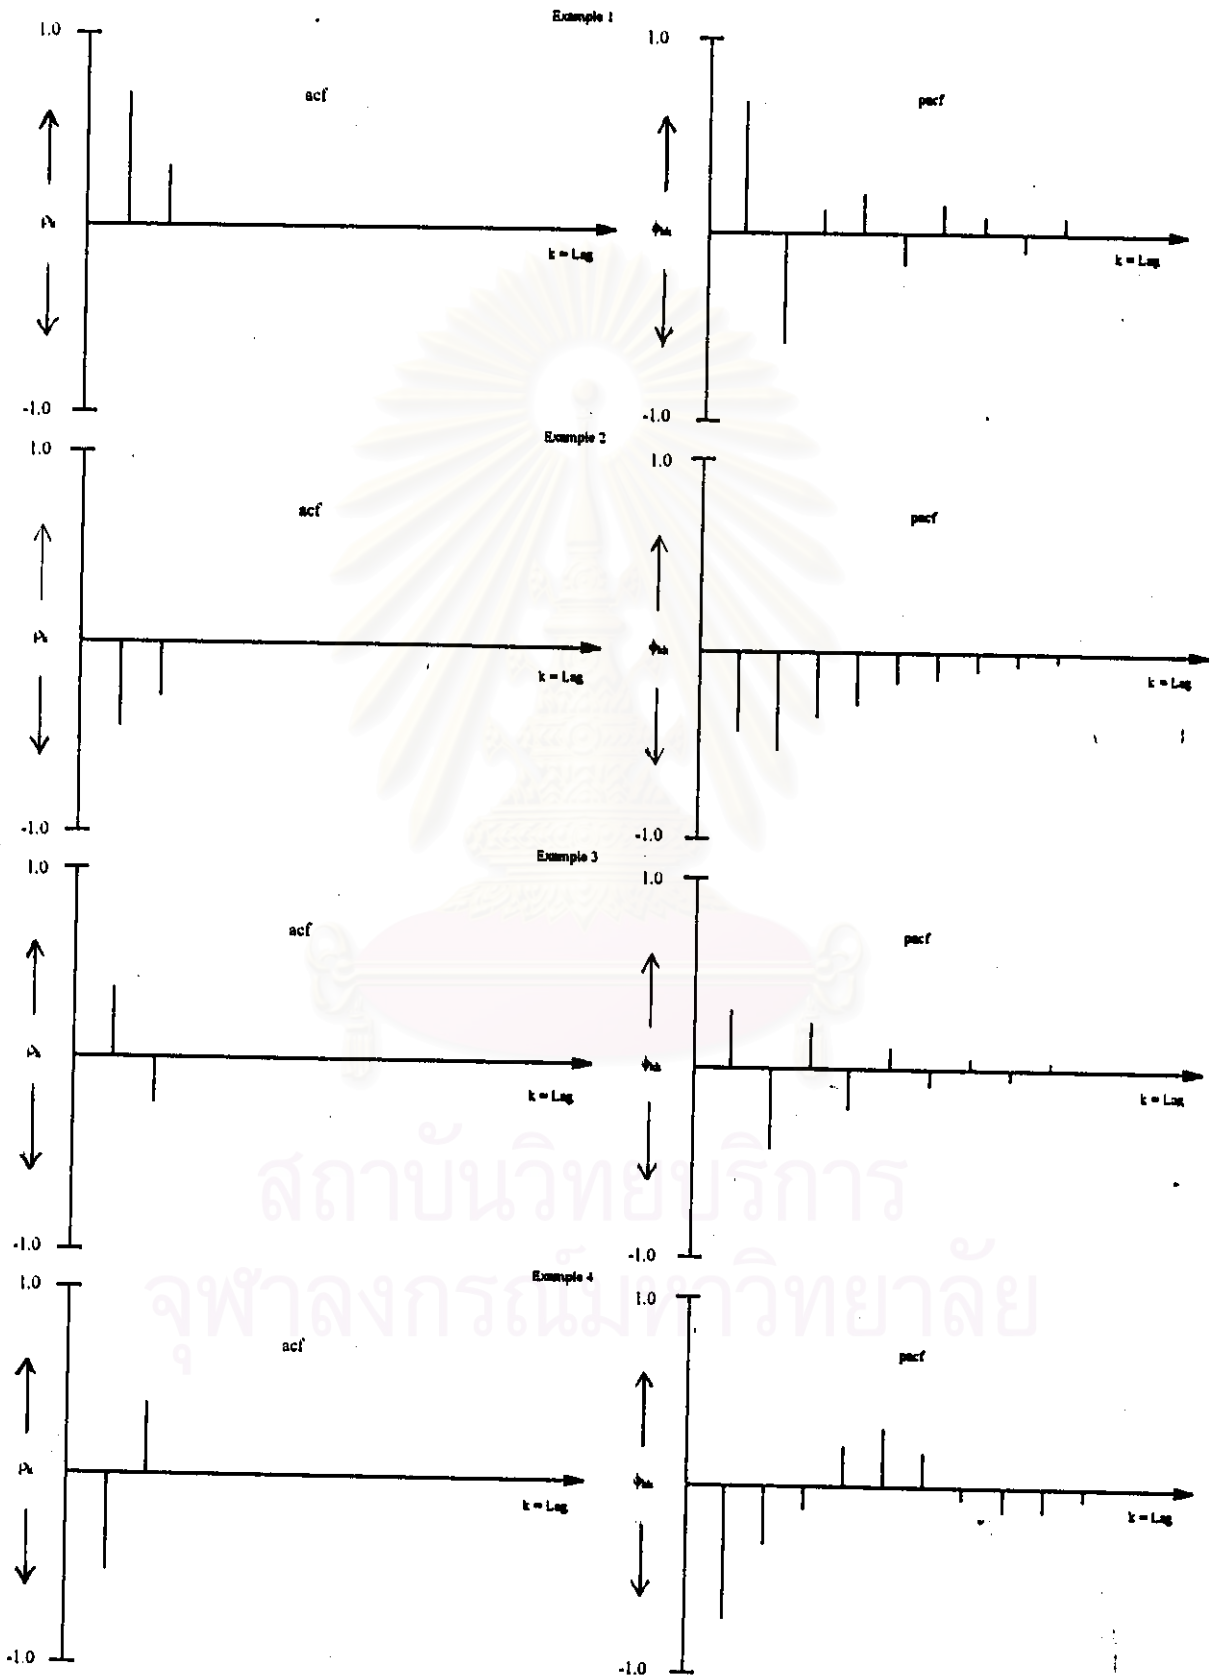 Example 1
1.0
1.0
acf
pacf
ρk
ϕkk
k = Lag
k = Lag
-1.0
-1.0
Example 2
1.0
1.0
acf
pacf
ρk
ϕkk
k = Lag
k = Lag
-1.0
-1.0
Example 3
1.0
1.0
acf
pacf
ρk
ϕkk
k = Lag
k = Lag
-1.0
-1.0
สถาบันวิทยบริการ
จุฬาลงกรณ์มหาวิทยาลัย
Example 4
1.0
1.0
acf
pacf
ρk
ϕkk
k = Lag
k = Lag
-1.0
-1.0